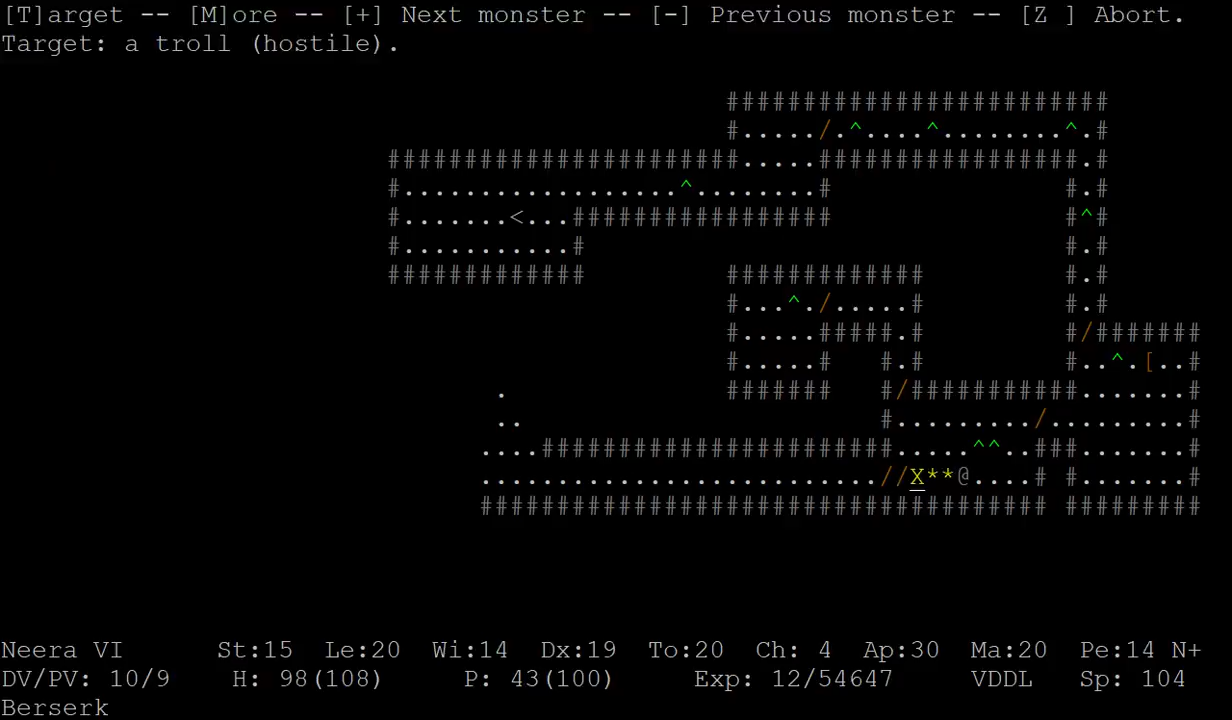 [T]arget -- [M]ore -- [+] Next monster -- [-] Previous monster -- [Z ] Abort.
Target: a troll (hostile).
#########################
#...../.^....^........^.#
#######################.....#################.#
#.................^........#                #.#
#.......<...#################               #^#
#...........#                               #.#
#############         #############         #.#
#...^./.....#         #.#
#.....#####.#         #/#######
#.....#   #.#         #..^.[..#
.              #######   #/###########.......#
..                       #......../.........#
....#######################.....^^..###.......#
..........................//X**@....# #.......#
##################################### #########
Neera VI      St:15  Le:20  Wi:14  Dx:19  To:20  Ch: 4  Ap:30  Ma:20  Pe:14 N+
DV/PV: 10/9   H: 98(108)     P: 43(100)     Exp: 12/54647     VDDL   Sp: 104
Berserk